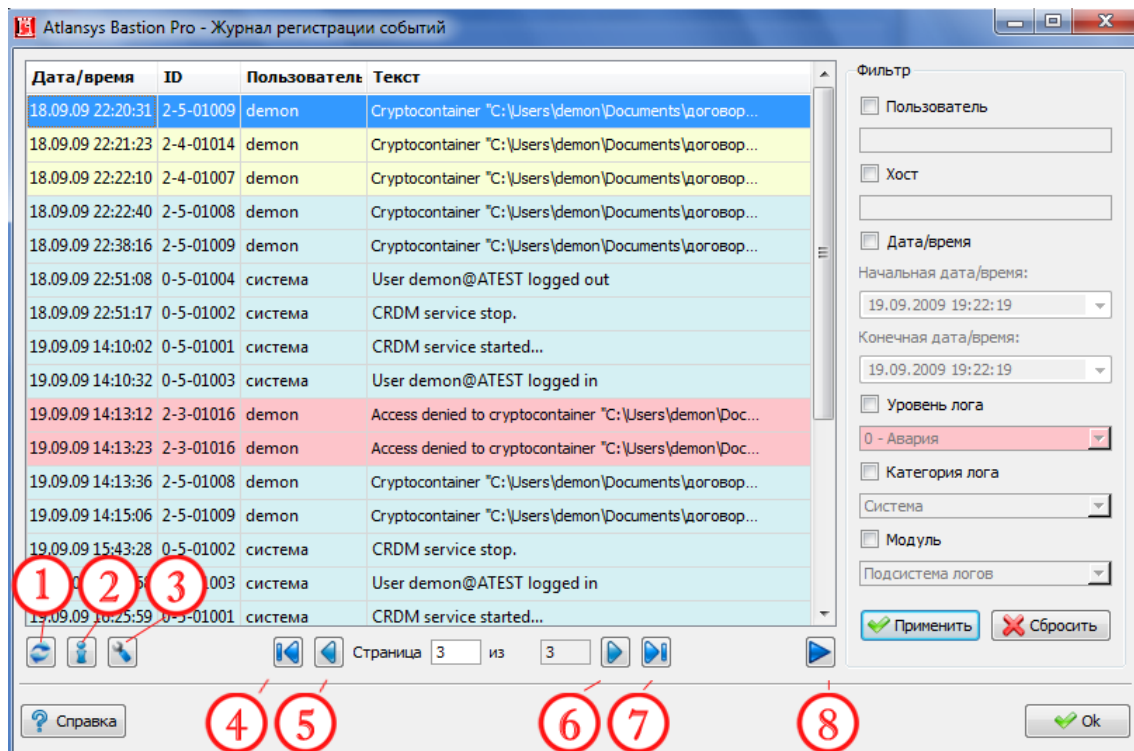 Atlansys Bastion Pro - Журнал регистрации событий
Дата/время ID Пользователь Текст
18.09.09 22:20:31 2-5-01009 demon Cryptocontainer "C:\Users\demon\Documents\договор...
18.09.09 22:21:23 2-4-01014 demon Cryptocontainer "C:\Users\demon\Documents\договор...
18.09.09 22:22:10 2-4-01007 demon Cryptocontainer "C:\Users\demon\Documents\договор...
18.09.09 22:22:40 2-5-01008 demon Cryptocontainer "C:\Users\demon\Documents\договор...
18.09.09 22:38:16 2-5-01009 demon Cryptocontainer "C:\Users\demon\Documents\договор...
18.09.09 22:51:08 0-5-01004 система User demon@ATEST logged out
18.09.09 22:51:17 0-5-01002 система CRDM service stop.
19.09.09 14:10:02 0-5-01001 система CRDM service started...
19.09.09 14:10:32 0-5-01003 система User demon@ATEST logged in
19.09.09 14:13:12 2-3-01016 demon Access denied to cryptocontainer "C:\Users\demon\Doc...
19.09.09 14:13:23 2-3-01016 demon Access denied to cryptocontainer "C:\Users\demon\Doc...
19.09.09 14:13:36 2-5-01008 demon Cryptocontainer "C:\Users\demon\Documents\договор...
19.09.09 14:15:06 2-5-01009 demon Cryptocontainer "C:\Users\demon\Documents\договор...
19.09.09 15:43:28 0-5-01002 система CRDM service stop.
система User demon@ATEST logged in
19.09.09 16:25:59 0-5-01001 система CRDM service started...
1 2 3
Страница 3 из 3
4 5 6 7 8
Фильтр
Пользователь
Хост
Дата/время
Начальная дата/время:
19.09.2009 19:22:19
Конечная дата/время:
19.09.2009 19:22:19
Уровень лога
0 - Авария
Категория лога
Система
Модуль
Подсистема логов
Применить Сбросить
Справка Ok